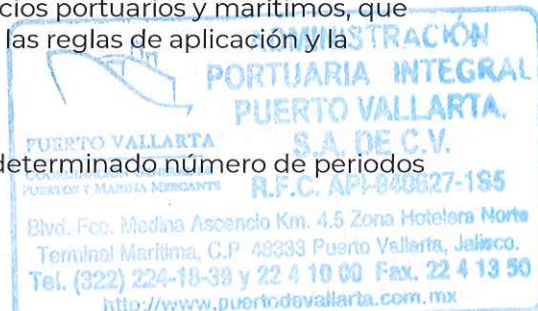 cios portuarios y marítimos, que
las reglas de aplicación y la
ADMINISTRACIÓN
PORTUARIA INTEGRAL
PUERTO VALLARTA,
S.A. DE C.V.
PUERTO VALLARTA
determinado número de periodos
PUERTOS Y MARINA MERCANTE
R.F.C. API-940627-1S5
Blvd. Fco. Medina Ascencio Km. 4.5 Zona Hotelera Norte
Terminal Marítima, C.P. 48333 Puerto Vallarta, Jalisco.
Tel. (322) 224-18-39 y 22 4 10 00 Fax. 22 4 13 50
http://www.puertodevallarta.com.mx